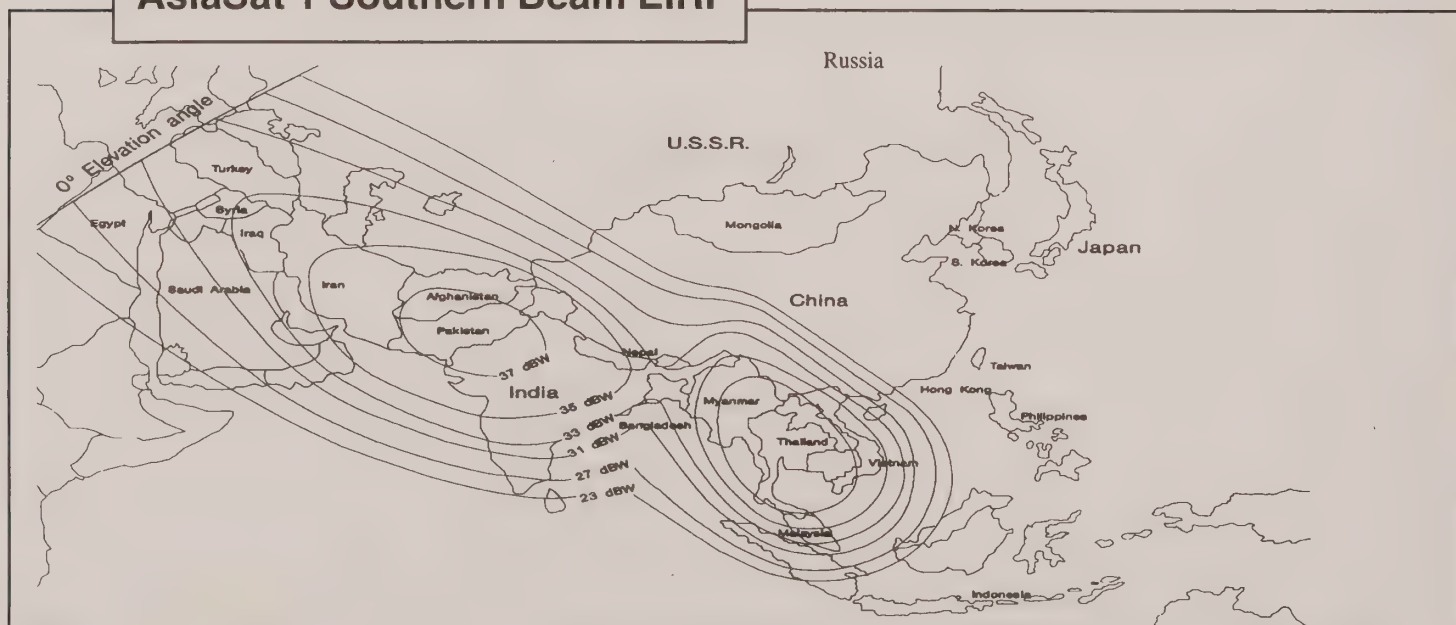 AsiaSat 1 Southern Beam EIRP
Russia
U.S.S.R.
0° Elevation angle
Turkey
Syria
Egypt
Iraq
Mongolia
N. Korea
Japan
S. Korea
Saudi Arabia
Iran
Afghanistan
China
Pakistan
Nepal
Taiwan
37 dBW
India
Hong Kong
Myanmar
35 dBW
Philippines
33 dBW
Bangladesh
Thailand
31 dBW
Vietnam
27 dBW
23 dBW
Malaysia
Indonesia